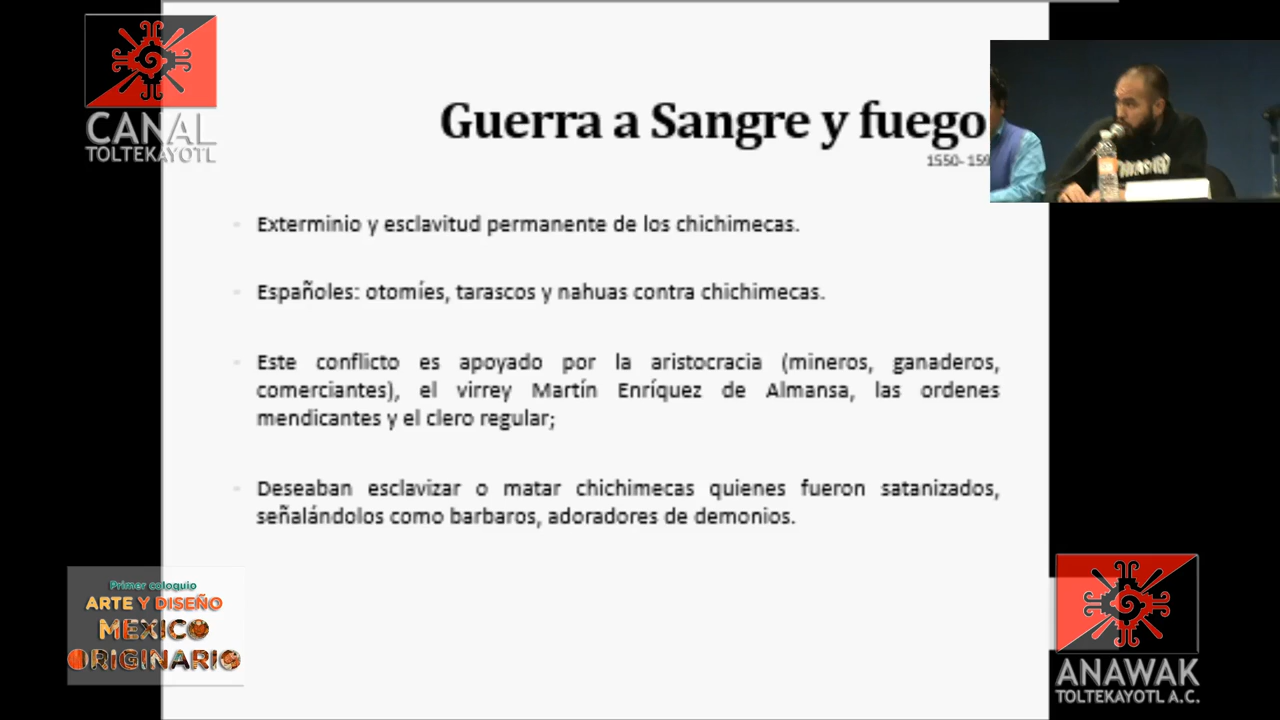 CANAL
TOLTEKAYOTL
Guerra a Sangre y fuego
1550- 159
- Exterminio y esclavitud permanente de los chichimecas.
- Españoles: otomíes, tarascos y nahuas contra chichimecas.
- Este conflicto es apoyado por la aristocracia (mineros, ganaderos,
comerciantes), el virrey Martín Enríquez de Almansa, las ordenes
mendicantes y el clero regular;
- Deseaban esclavizar o matar chichimecas quienes fueron satanizados,
señalándolos como barbaros, adoradores de demonios.
Primer coloquio
ARTE Y DISEÑO
MEXICO
ORIGINARIO
ANAWAK
TOLTEKAYOTL A.C.